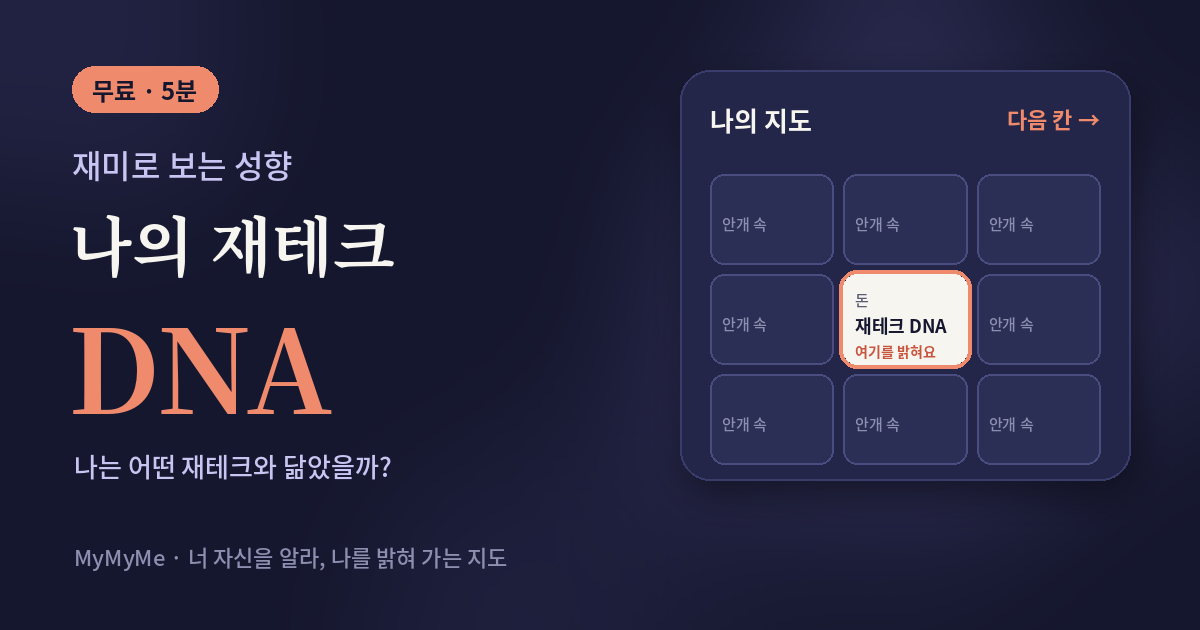 무료 · 5분
재미로 보는 성향
나의 재테크
DNA
나는 어떤 재테크와 닮았을까?
MyMyMe · 너 자신을 알라, 나를 밝혀 가는 지도
나의 지도
다음 칸 →
안개 속
안개 속
안개 속
안개 속
돈
재테크 DNA
여기를 밝혀요
안개 속
안개 속
안개 속
안개 속